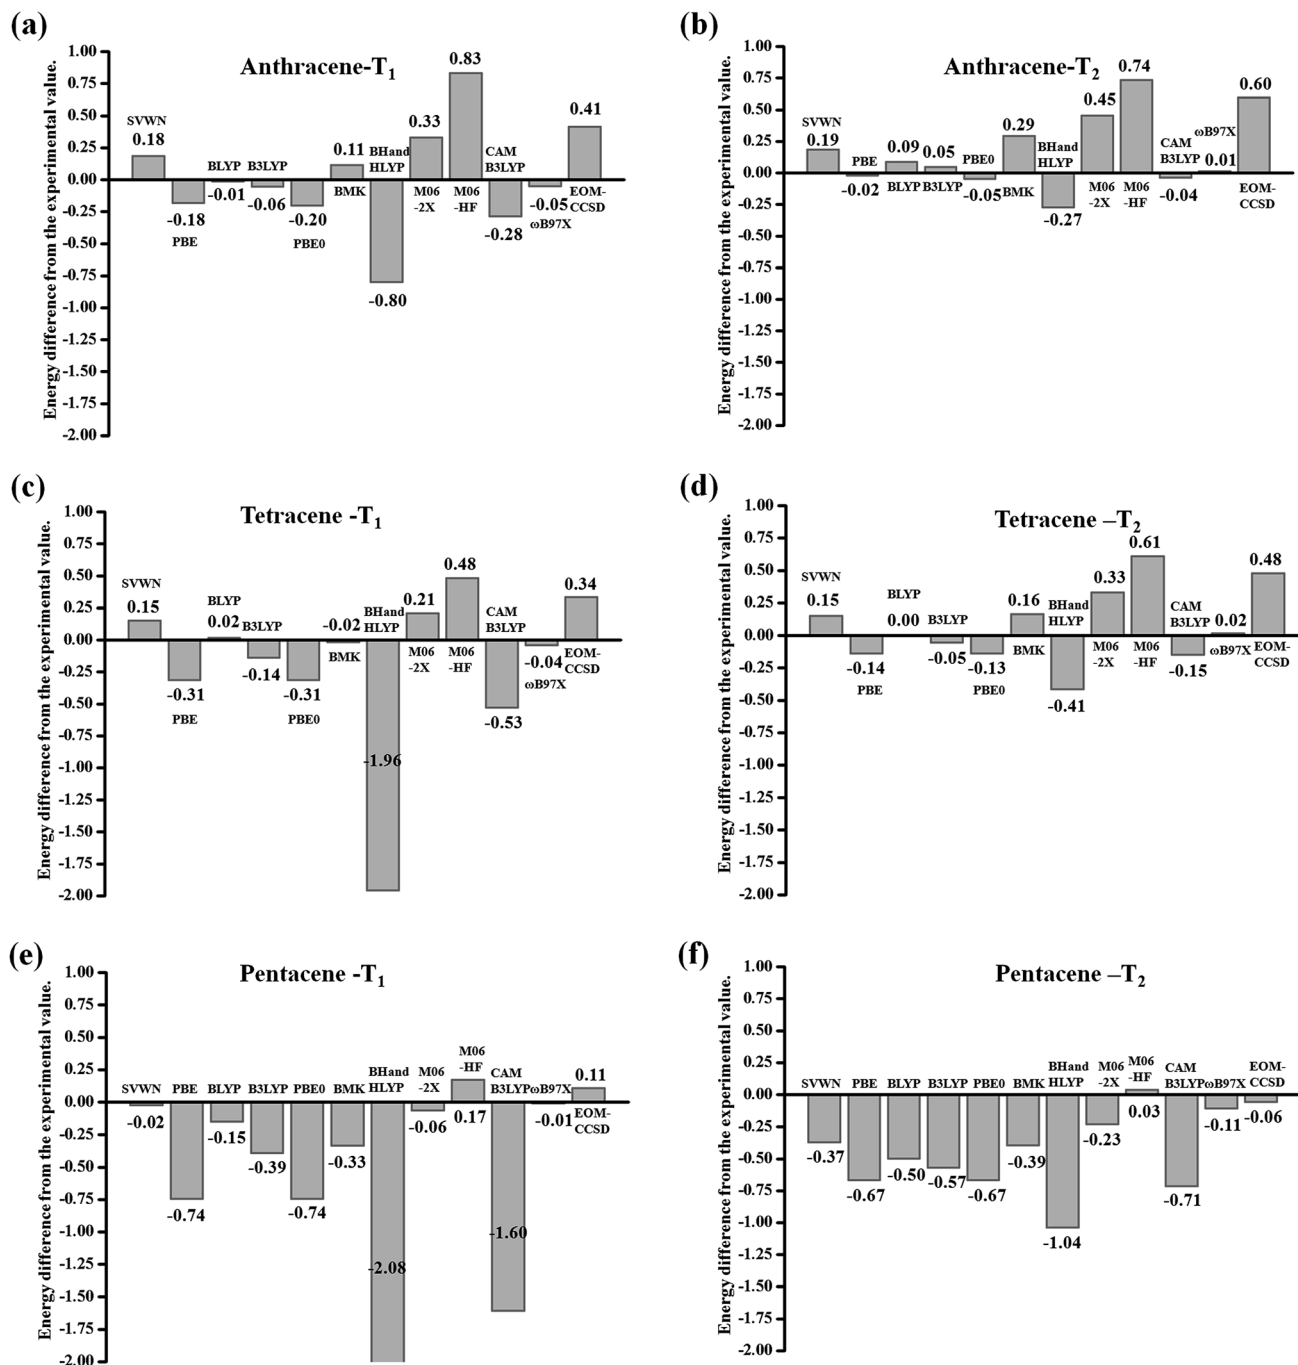 (a)
Anthracene-T1
Energy difference from the experimental value.
1.00
0.75
0.50
0.25
0.00
-0.25
-0.50
-0.75
-1.00
-1.25
-1.50
-1.75
-2.00
SVWN
0.18
-0.18
PBE
BLYP
-0.01
B3LYP
-0.06
-0.20
PBE0
0.11
BMK
BHand
HLYP
-0.80
0.33
M06
-2X
0.83
M06
-HF
CAM
B3LYP
-0.28
-0.05
ωB97X
0.41
EOM-
CCSD
(b)
Anthracene-T2
Energy difference from the experimental value.
1.00
0.75
0.50
0.25
0.00
-0.25
-0.50
-0.75
-1.00
-1.25
-1.50
-1.75
-2.00
SVWN
0.19
PBE
-0.02
0.09
BLYP
0.05
B3LYP
PBE0
-0.05
0.29
BMK
BHand
HLYP
-0.27
0.45
M06
-2X
0.74
M06
-HF
CAM
B3LYP
-0.04
ωB97X
0.01
0.60
EOM-
CCSD
(c)
Tetracene -T1
Energy difference from the experimental value.
1.00
0.75
0.50
0.25
0.00
-0.25
-0.50
-0.75
-1.00
-1.25
-1.50
-1.75
-2.00
SVWN
0.15
-0.31
PBE
BLYP
0.02
B3LYP
-0.14
-0.31
PBE0
-0.02
BMK
BHand
HLYP
-1.96
0.21
M06
-2X
0.48
M06
-HF
CAM
B3LYP
-0.53
-0.04
ωB97X
0.34
EOM-
CCSD
(d)
Tetracene –T2
Energy difference from the experimental value.
1.00
0.75
0.50
0.25
0.00
-0.25
-0.50
-0.75
-1.00
-1.25
-1.50
-1.75
-2.00
SVWN
0.15
-0.14
PBE
BLYP
0.00
B3LYP
-0.05
-0.13
PBE0
0.16
BMK
BHand
HLYP
-0.41
0.33
M06
-2X
0.61
M06
-HF
CAM
B3LYP
-0.15
0.02
ωB97X
0.48
EOM-
CCSD
(e)
Pentacene -T1
Energy difference from the experimental value.
1.00
0.75
0.50
0.25
0.00
-0.25
-0.50
-0.75
-1.00
-1.25
-1.50
-1.75
-2.00
SVWN
-0.02
PBE
-0.74
BLYP
-0.15
B3LYP
-0.39
PBE0
-0.74
BMK
-0.33
BHand
HLYP
-2.08
M06
-2X
-0.06
M06
-HF
0.17
CAM
B3LYP
-1.60
ωB97X
-0.01
0.11
EOM-
CCSD
(f)
Pentacene –T2
Energy difference from the experimental value.
1.00
0.75
0.50
0.25
0.00
-0.25
-0.50
-0.75
-1.00
-1.25
-1.50
-1.75
-2.00
SVWN
-0.37
PBE
-0.67
BLYP
-0.50
B3LYP
-0.57
PBE0
-0.67
BMK
-0.39
BHand
HLYP
-1.04
M06
-2X
-0.23
M06
-HF
0.03
CAM
B3LYP
-0.71
ωB97X
-0.11
EOM-
CCSD
-0.06